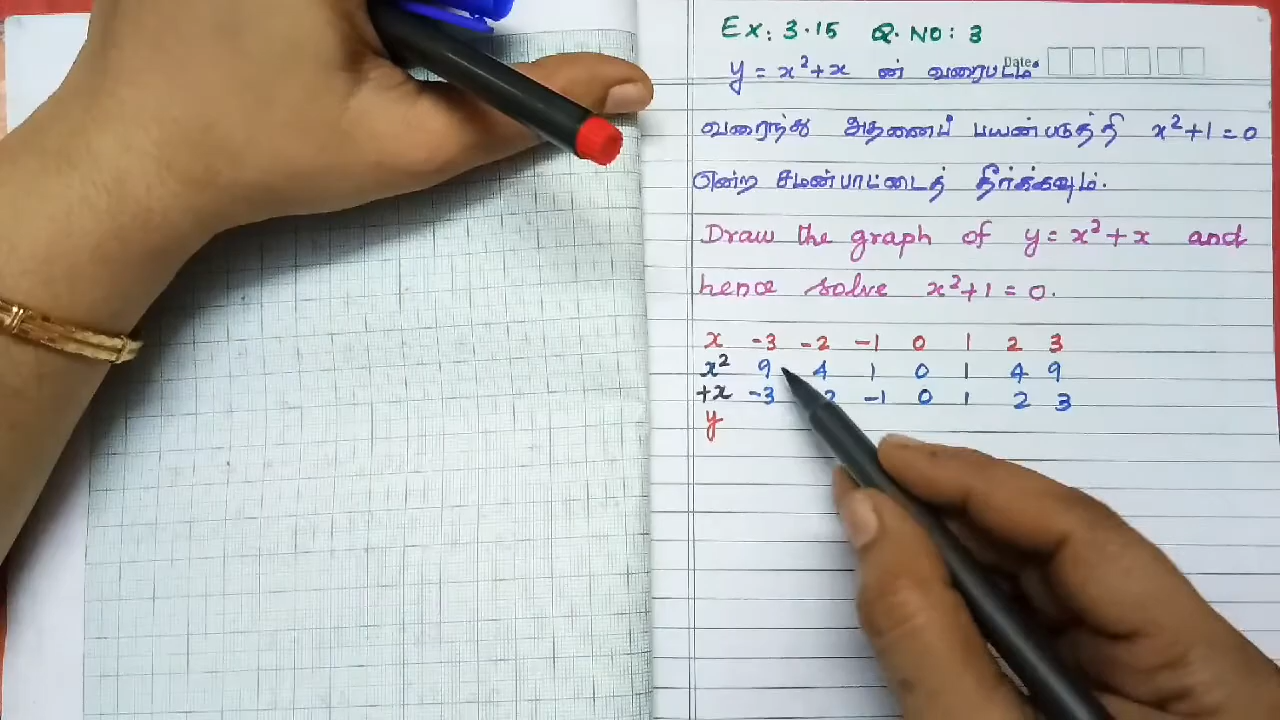 Ex: 3.15 Q. NO: 3
Date
y = x²+x ன் வரைபடம்
வரைந்து அதனைப் பயன்படுத்தி x²+1=0
என்ற சமன்பாட்டைத் தீர்க்கவும்.
Draw the graph of y=x²+x and
hence solve x²+1=0.
x -3 -2 -1 0 1 2 3
x² 9 4 1 0 1 4 9
+x -3 2 -1 0 1 2 3
y